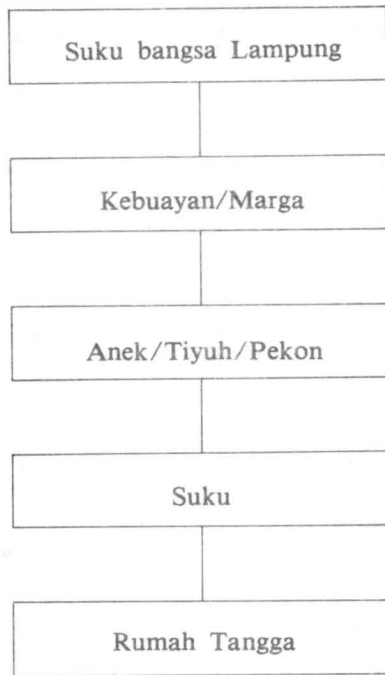 Suku bangsa Lampung
Kebuayan/Marga
Anek/Tiyuh/Pekon
Suku
Rumah Tangga